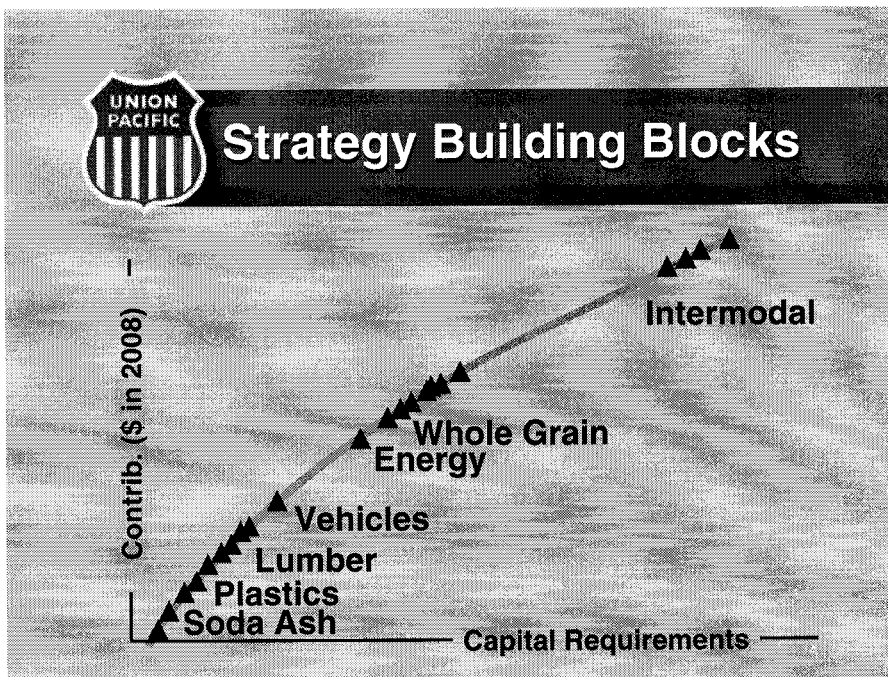 UNION
PACIFIC
Strategy Building Blocks
Contrib. ($ in 2008)
Intermodal
Whole Grain
Energy
Vehicles
Lumber
Plastics
Soda Ash
Capital Requirements